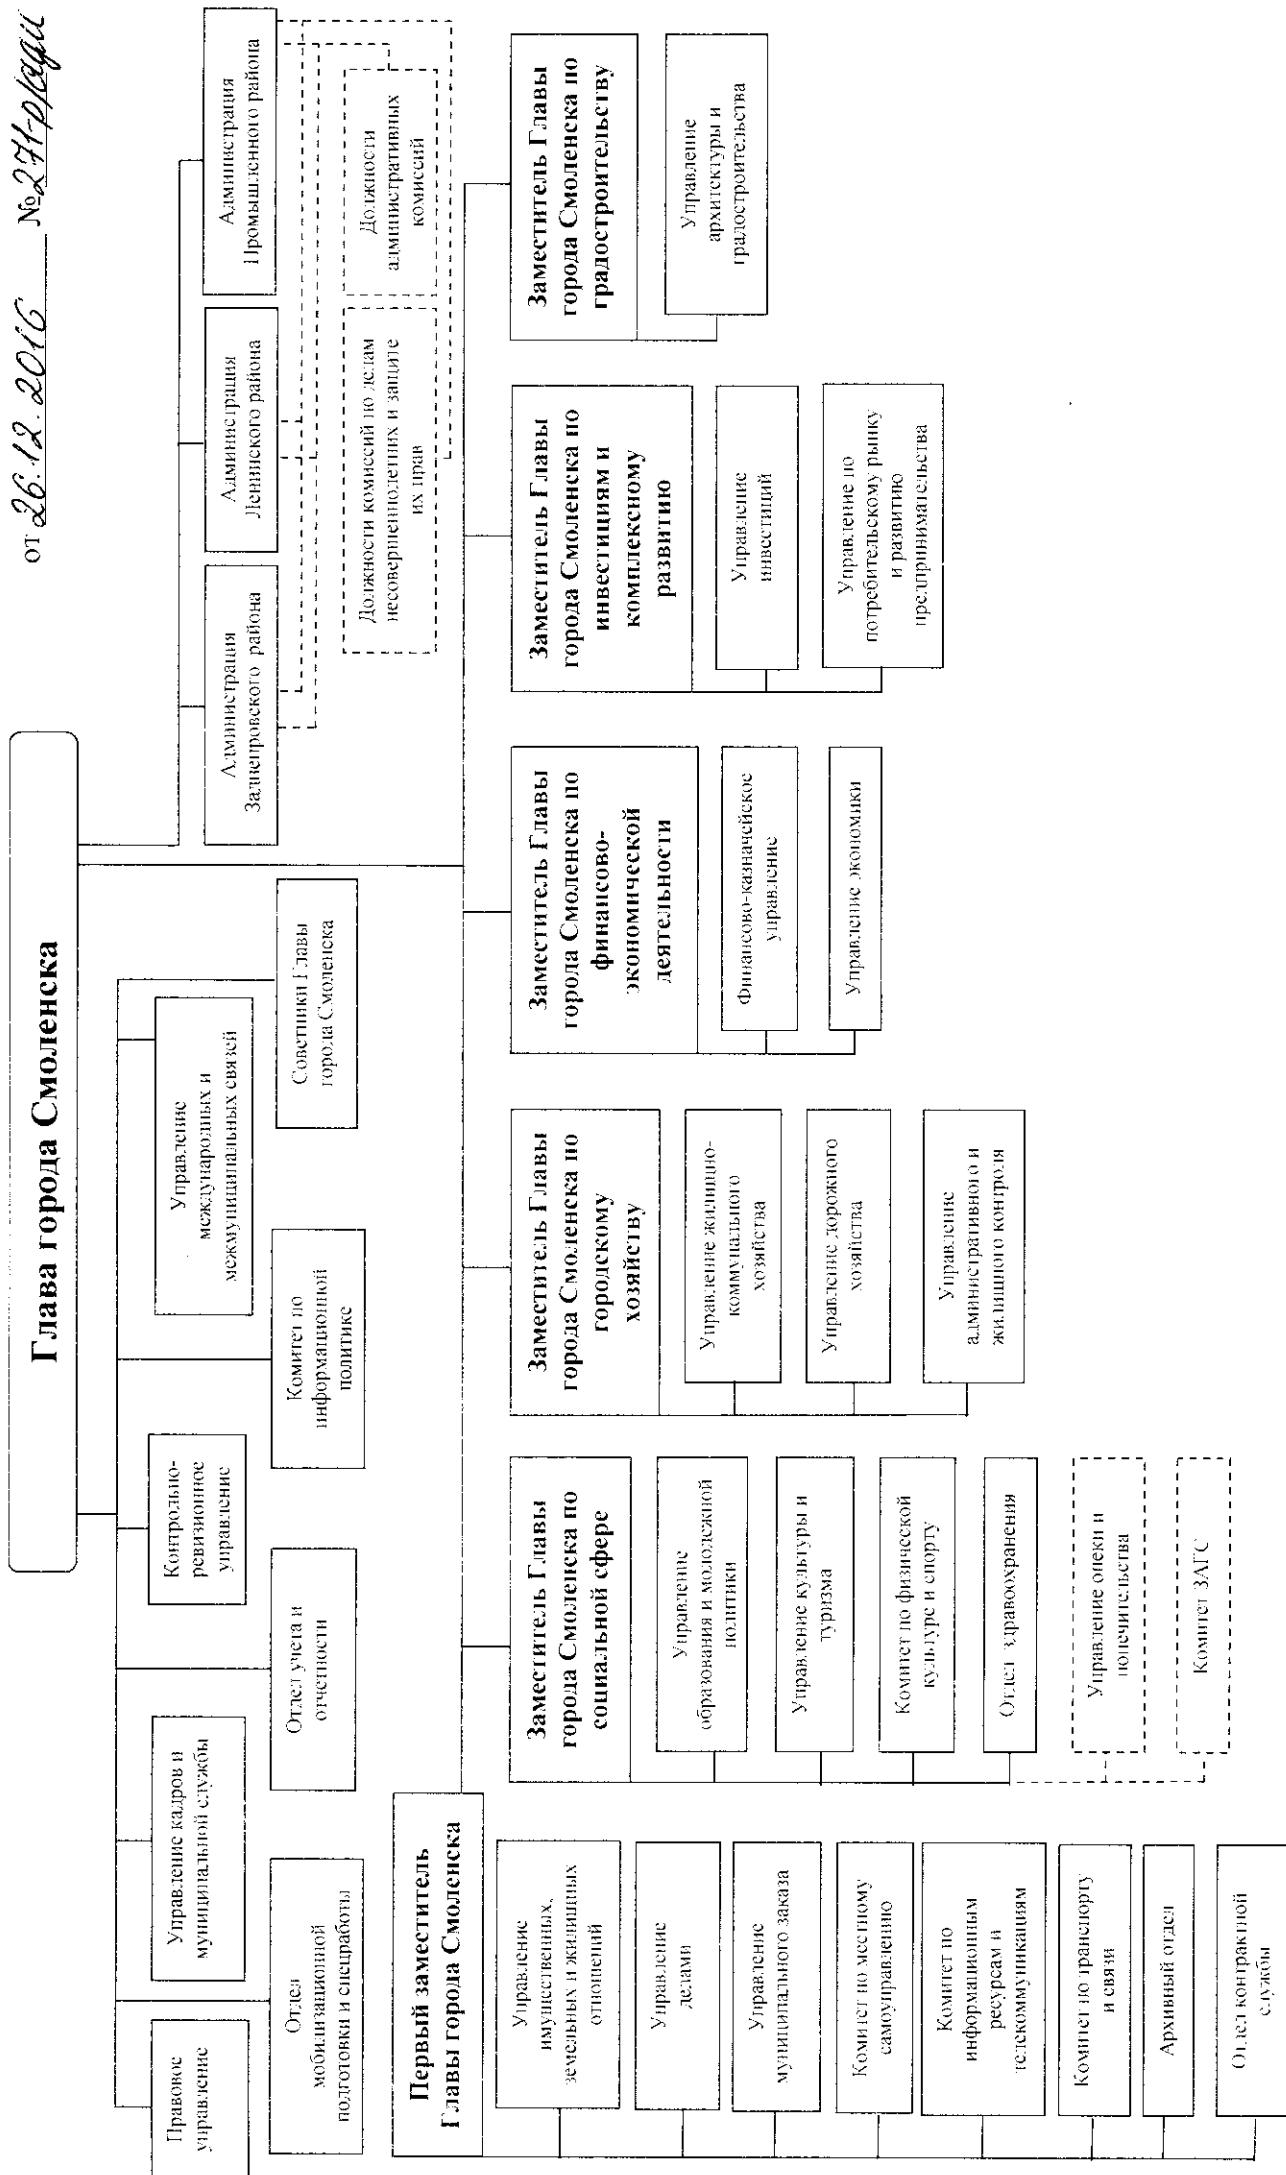 от 26.12.2016 № 271-р/адм
Глава города Смоленска
Правовое
управление
Управление кадров и
муниципальной службы
Контрольно-
ревизионное
управление
Управление
международных и
межмуниципальных связей
Отдел
мобилизационной
подготовки и спецработы
Отдел учета и
отчетности
Комитет по
информационной
политике
Советники Главы
города Смоленска
Администрация
Заднепровского района
Администрация
Ленинского района
Администрация
Промышленного района
Должности комиссий по делам
несовершеннолетних и защите
их прав
Должности
административных
комиссий
Первый заместитель
Главы города Смоленска
Управление
имущественных,
земельных и жилищных
отношений
Управление
делами
Управление
муниципального заказа
Комитет по местному
самоуправлению
Комитет по
информационным
ресурсам и
телекоммуникациям
Комитет по транспорту
и связи
Архивный отдел
Отдел контрактной
службы
Заместитель Главы
города Смоленска по
социальной сфере
Управление
образования и молодежной
политики
Управление культуры и
туризма
Комитет по физической
культуре и спорту
Отдел здравоохранения
Управление опеки и
попечительства
Комитет ЗАГС
Заместитель Главы
города Смоленска по
городскому
хозяйству
Управление жилищно-
коммунального
хозяйства
Управление дорожного
хозяйства
Управление
административного и
жилищного контроля
Заместитель Главы
города Смоленска по
финансово-
экономической
деятельности
Финансово-казначейское
управление
Управление экономики
Заместитель Главы
города Смоленска по
инвестициям и
комплексному
развитию
Управление
инвестиций
Управление по
потребительскому рынку
и развитию
предпринимательства
Заместитель Главы
города Смоленска по
градостроительству
Управление
архитектуры и
градостроительства